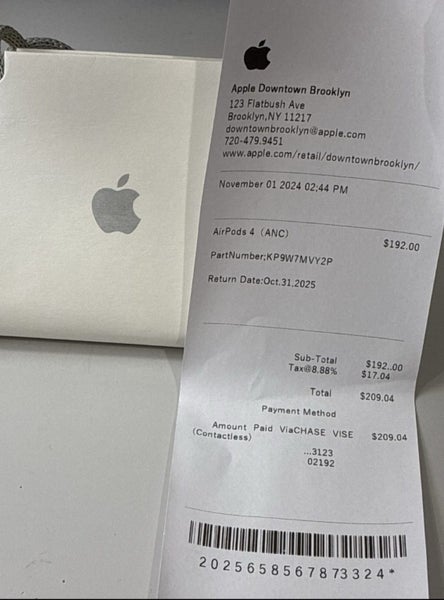 Apple Downtown Brooklyn
123 Flatbush Ave
Brooklyn,NY 11217
downtownbrooklyn@apple.com
720-479.9451
www.apple.com/retail/downtownbrooklyn/
November 01 2024 02:44 PM
AirPods 4（ANC） $192.00
PartNumber:KP9W7MVY2P
Return Date:Oct.31.2025
Sub-Total $192..00
Tax@8.88% $17.04
Total $209.04
Payment Method
Amount Paid ViaCHASE VISE $209.04
(Contactless)
...3123
02192
2025658567873324*